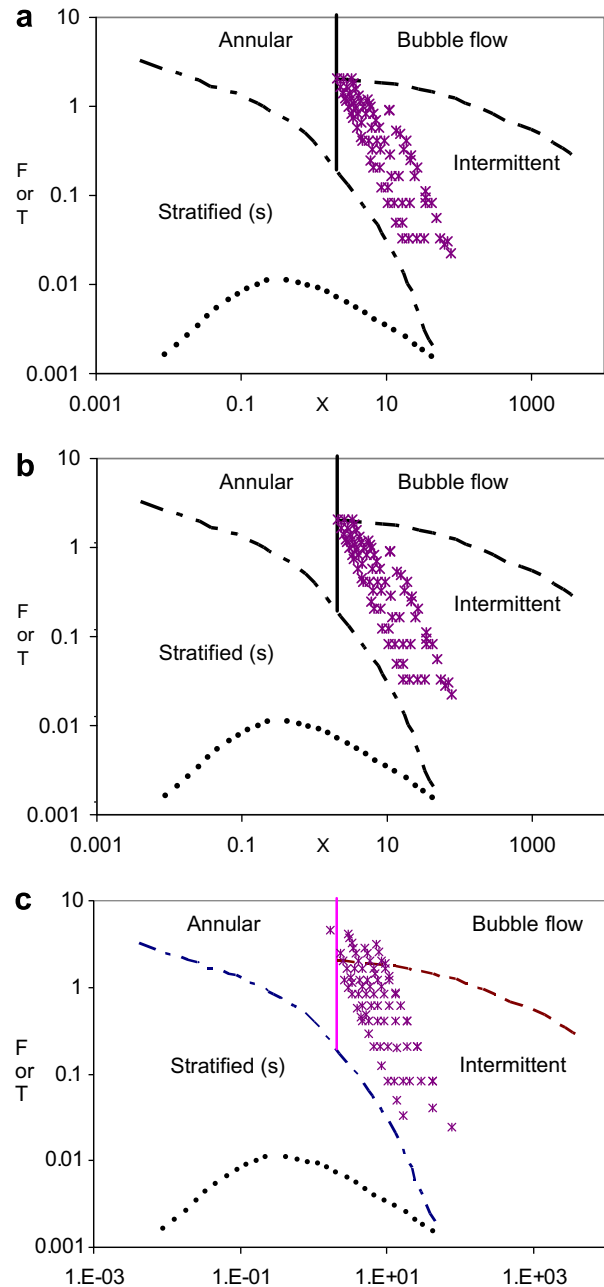 a
10
Annular Bubble flow
1
F
or
T
Intermittent
0.1
Stratified (s)
0.01
0.001
0.001 0.1 X 10 1000
b
10
Annular Bubble flow
1
F
or
T
Intermittent
0.1
Stratified (s)
0.01
0.001
0.001 0.1 X 10 1000
c
10
Annular Bubble flow
1
F
or
T
Stratified (s) Intermittent
0.1
0.01
0.001
1.E-03 1.E-01 1.E+01 1.E+03